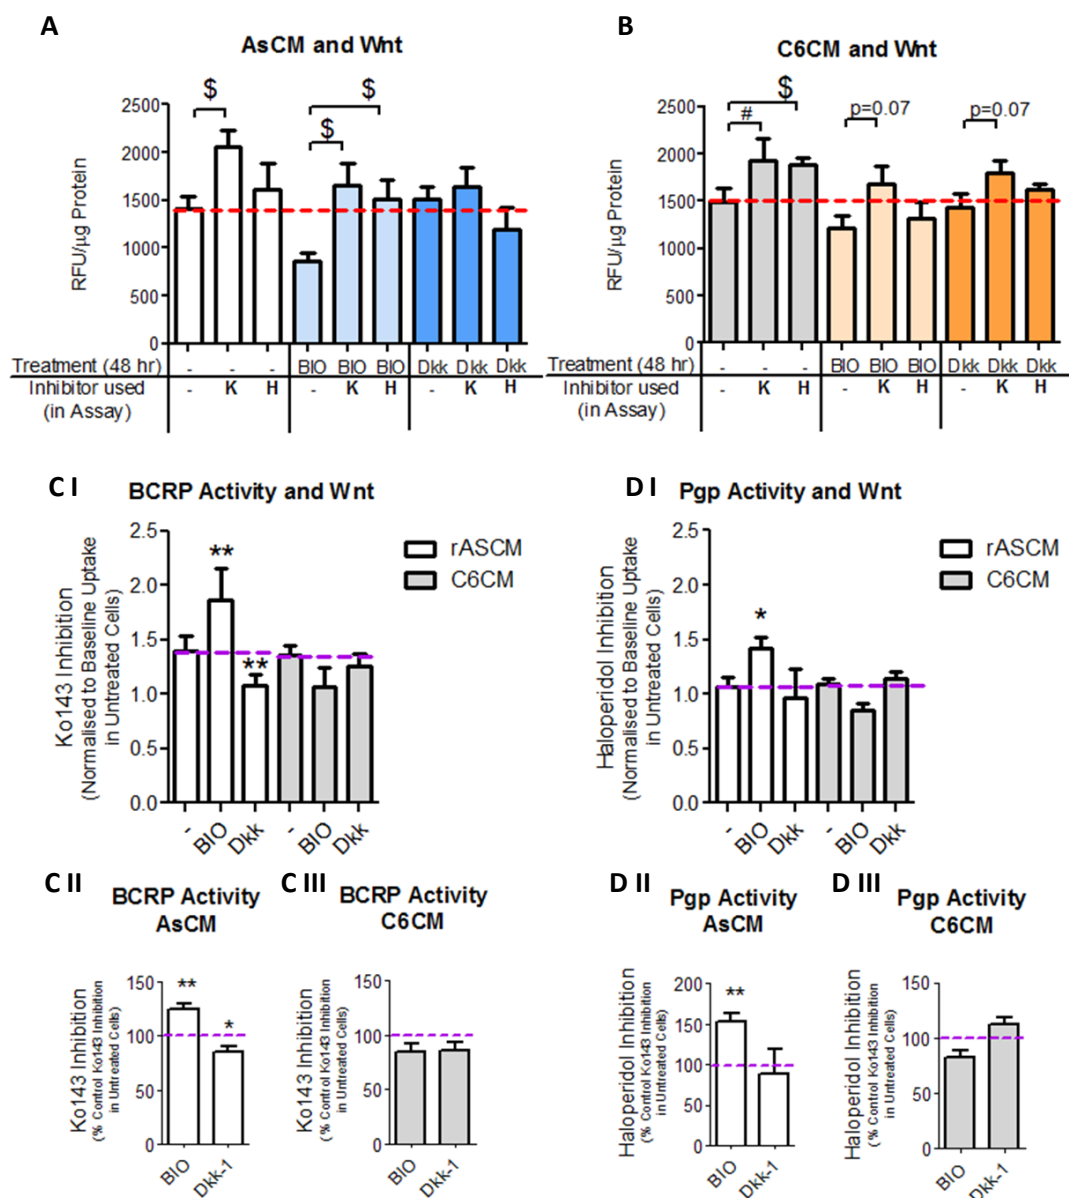 A
AsCM and Wnt
$
$
$
2500
2000
1500
1000
500
0
RFU/µg Protein
Treatment (48 hr)
- - - BIO BIO BIO Dkk Dkk Dkk
Inhibitor used
(in Assay)
- K H - K H - K H
B
C6CM and Wnt
$
#
p=0.07
p=0.07
2500
2000
1500
1000
500
0
RFU/µg Protein
Treatment (48 hr)
- - - BIO BIO BIO Dkk Dkk Dkk
Inhibitor used
(in Assay)
- K H - K H - K H
C I
BCRP Activity and Wnt
2.5
2.0
1.5
1.0
0.5
0.0
Ko143 Inhibition
(Normalised to Baseline Uptake
in Untreated Cells)
**
**
rASCM
C6CM
- BIO Dkk - BIO Dkk
D I
Pgp Activity and Wnt
2.5
2.0
1.5
1.0
0.5
0.0
Haloperidol Inhibition
(Normalised to Baseline Uptake
in Untreated Cells)
*
rASCM
C6CM
- BIO Dkk - BIO Dkk
C II
BCRP Activity
AsCM
150
100
50
0
Ko143 Inhibition
(% Control Ko143 Inhibition
in Untreated Cells)
**
*
BIO Dkk-1
C III
BCRP Activity
C6CM
150
100
50
0
Ko143 Inhibition
(% Control Ko143 Inhibition
in Untreated Cells)
BIO Dkk-1
D II
Pgp Activity
AsCM
200
150
100
50
0
Haloperidol Inhibition
(% Control Ko143 Inhibition
in Untreated Cells)
**
BIO Dkk-1
D III
Pgp Activity
C6CM
150
100
50
0
Haloperidol Inhibition
(% Control Ko143 Inhibition
in Untreated Cells)
BIO Dkk-1